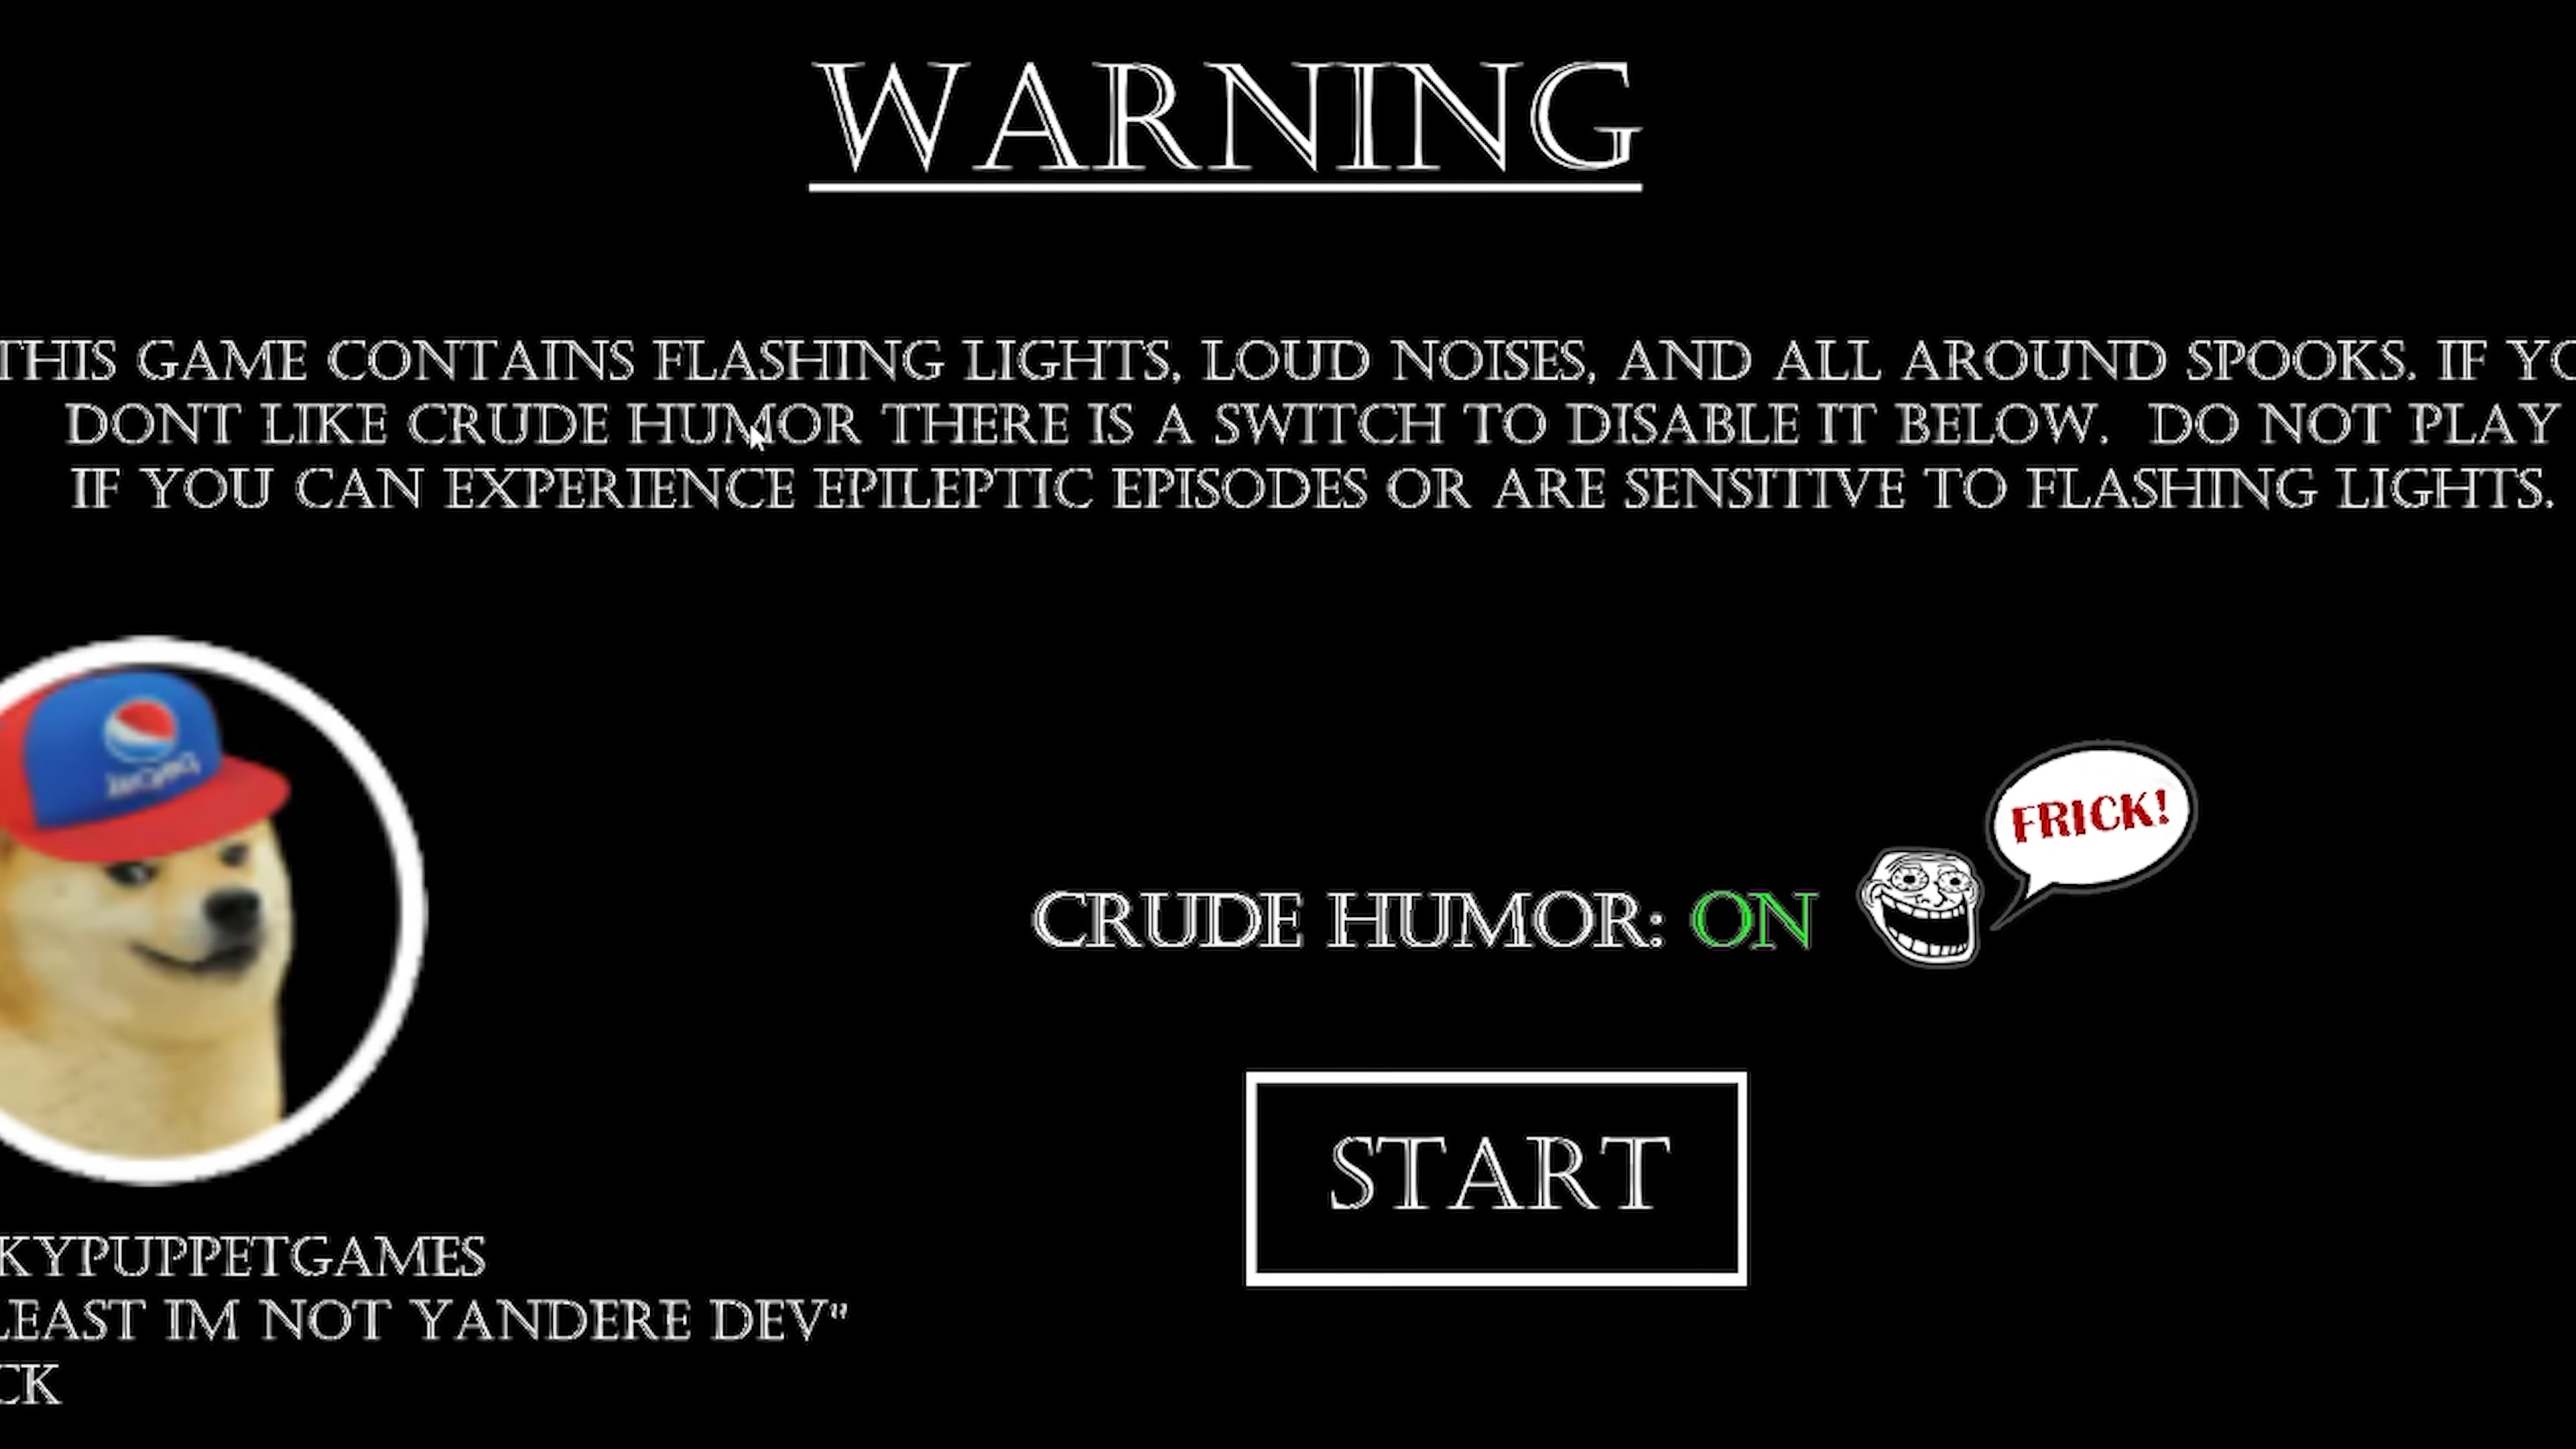 WARNING
THIS GAME CONTAINS FLASHING LIGHTS, LOUD NOISES, AND ALL AROUND SPOOKS. IF YO
DONT LIKE CRUDE HUMOR THERE IS A SWITCH TO DISABLE IT BELOW. DO NOT PLAY
IF YOU CAN EXPERIENCE EPILEPTIC EPISODES OR ARE SENSITIVE TO FLASHING LIGHTS.
FRICK!
CRUDE HUMOR: ON
START
KYPUPPETGAMES
LEAST IM NOT YANDERE DEV"
CK